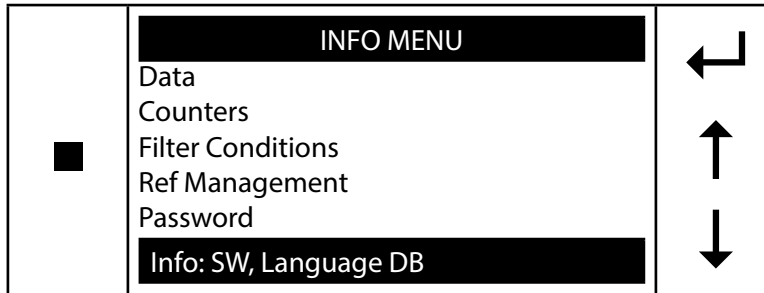 INFO MENU
Data
Counters
Filter Conditions
Ref Management
Password
Info: SW, Language DB